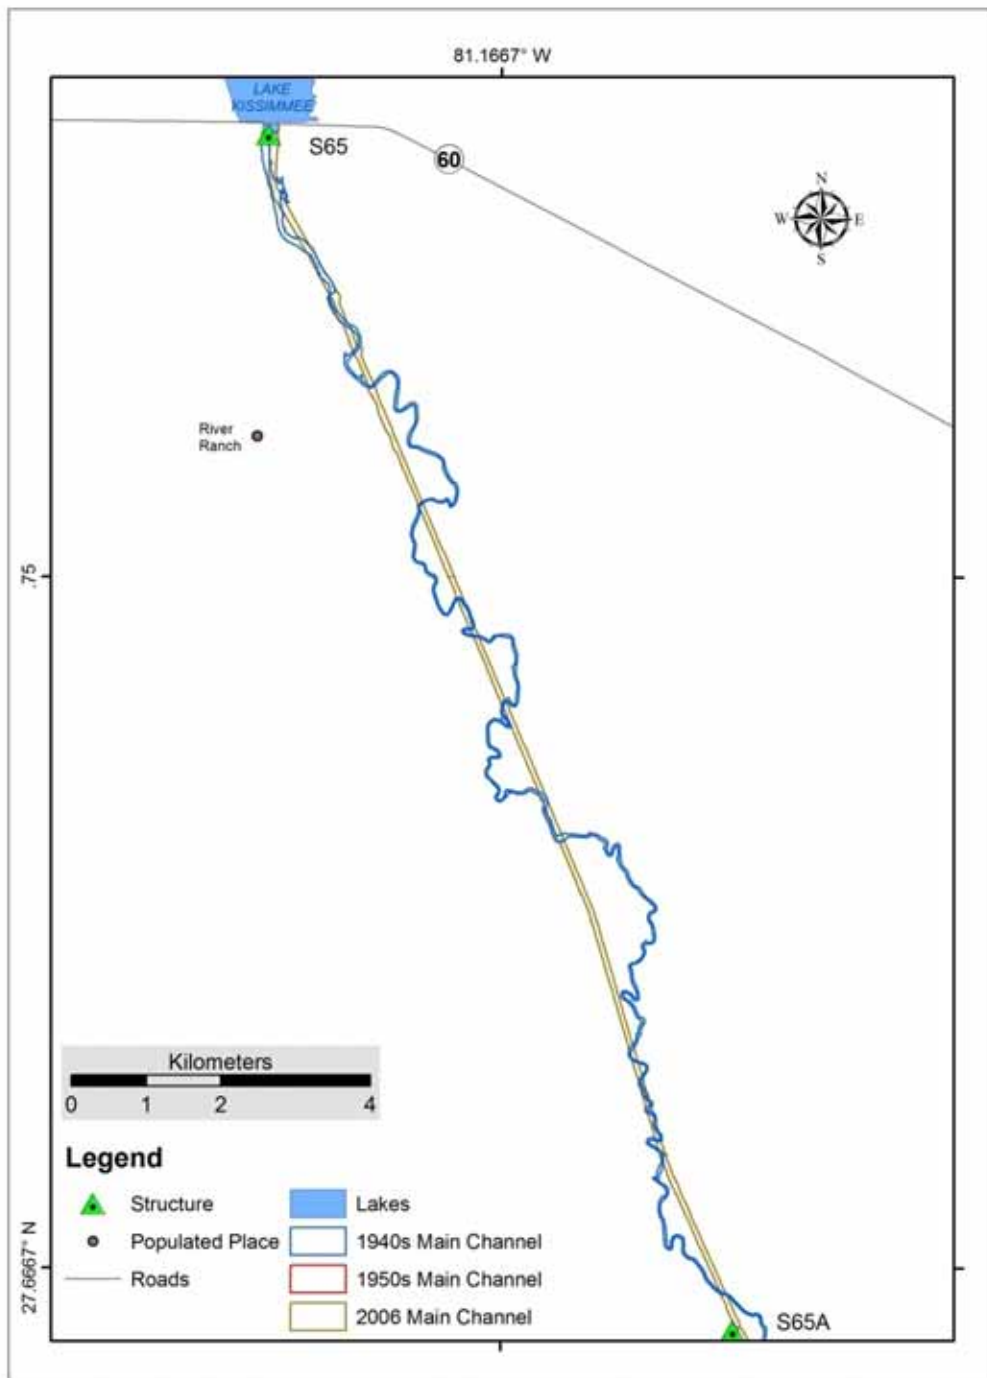 81.1667° W
LAKE
KISSIMMEE
S65
60
N
W E
S
River
Ranch
.75
Kilometers
0 1 2 4
Legend
Structure
Populated Place
Roads
Lakes
1940s Main Channel
1950s Main Channel
2006 Main Channel
27.6667° N
S65A